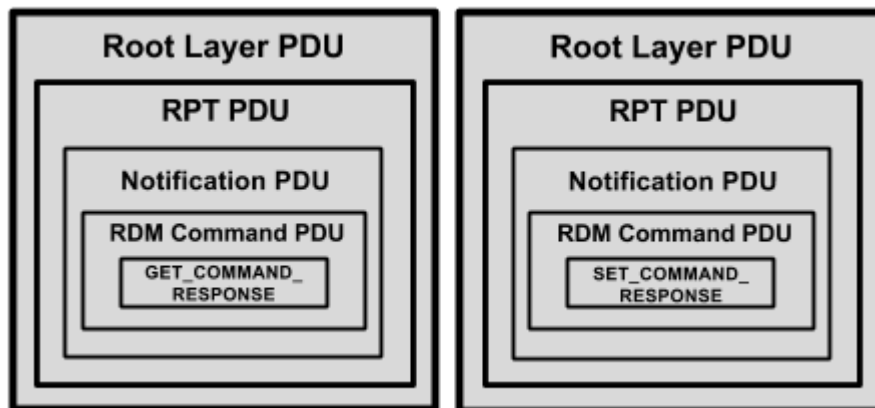 Root Layer PDU
RPT PDU
Notification PDU
RDM Command PDU
GET_COMMAND_
RESPONSE
Root Layer PDU
RPT PDU
Notification PDU
RDM Command PDU
SET_COMMAND_
RESPONSE